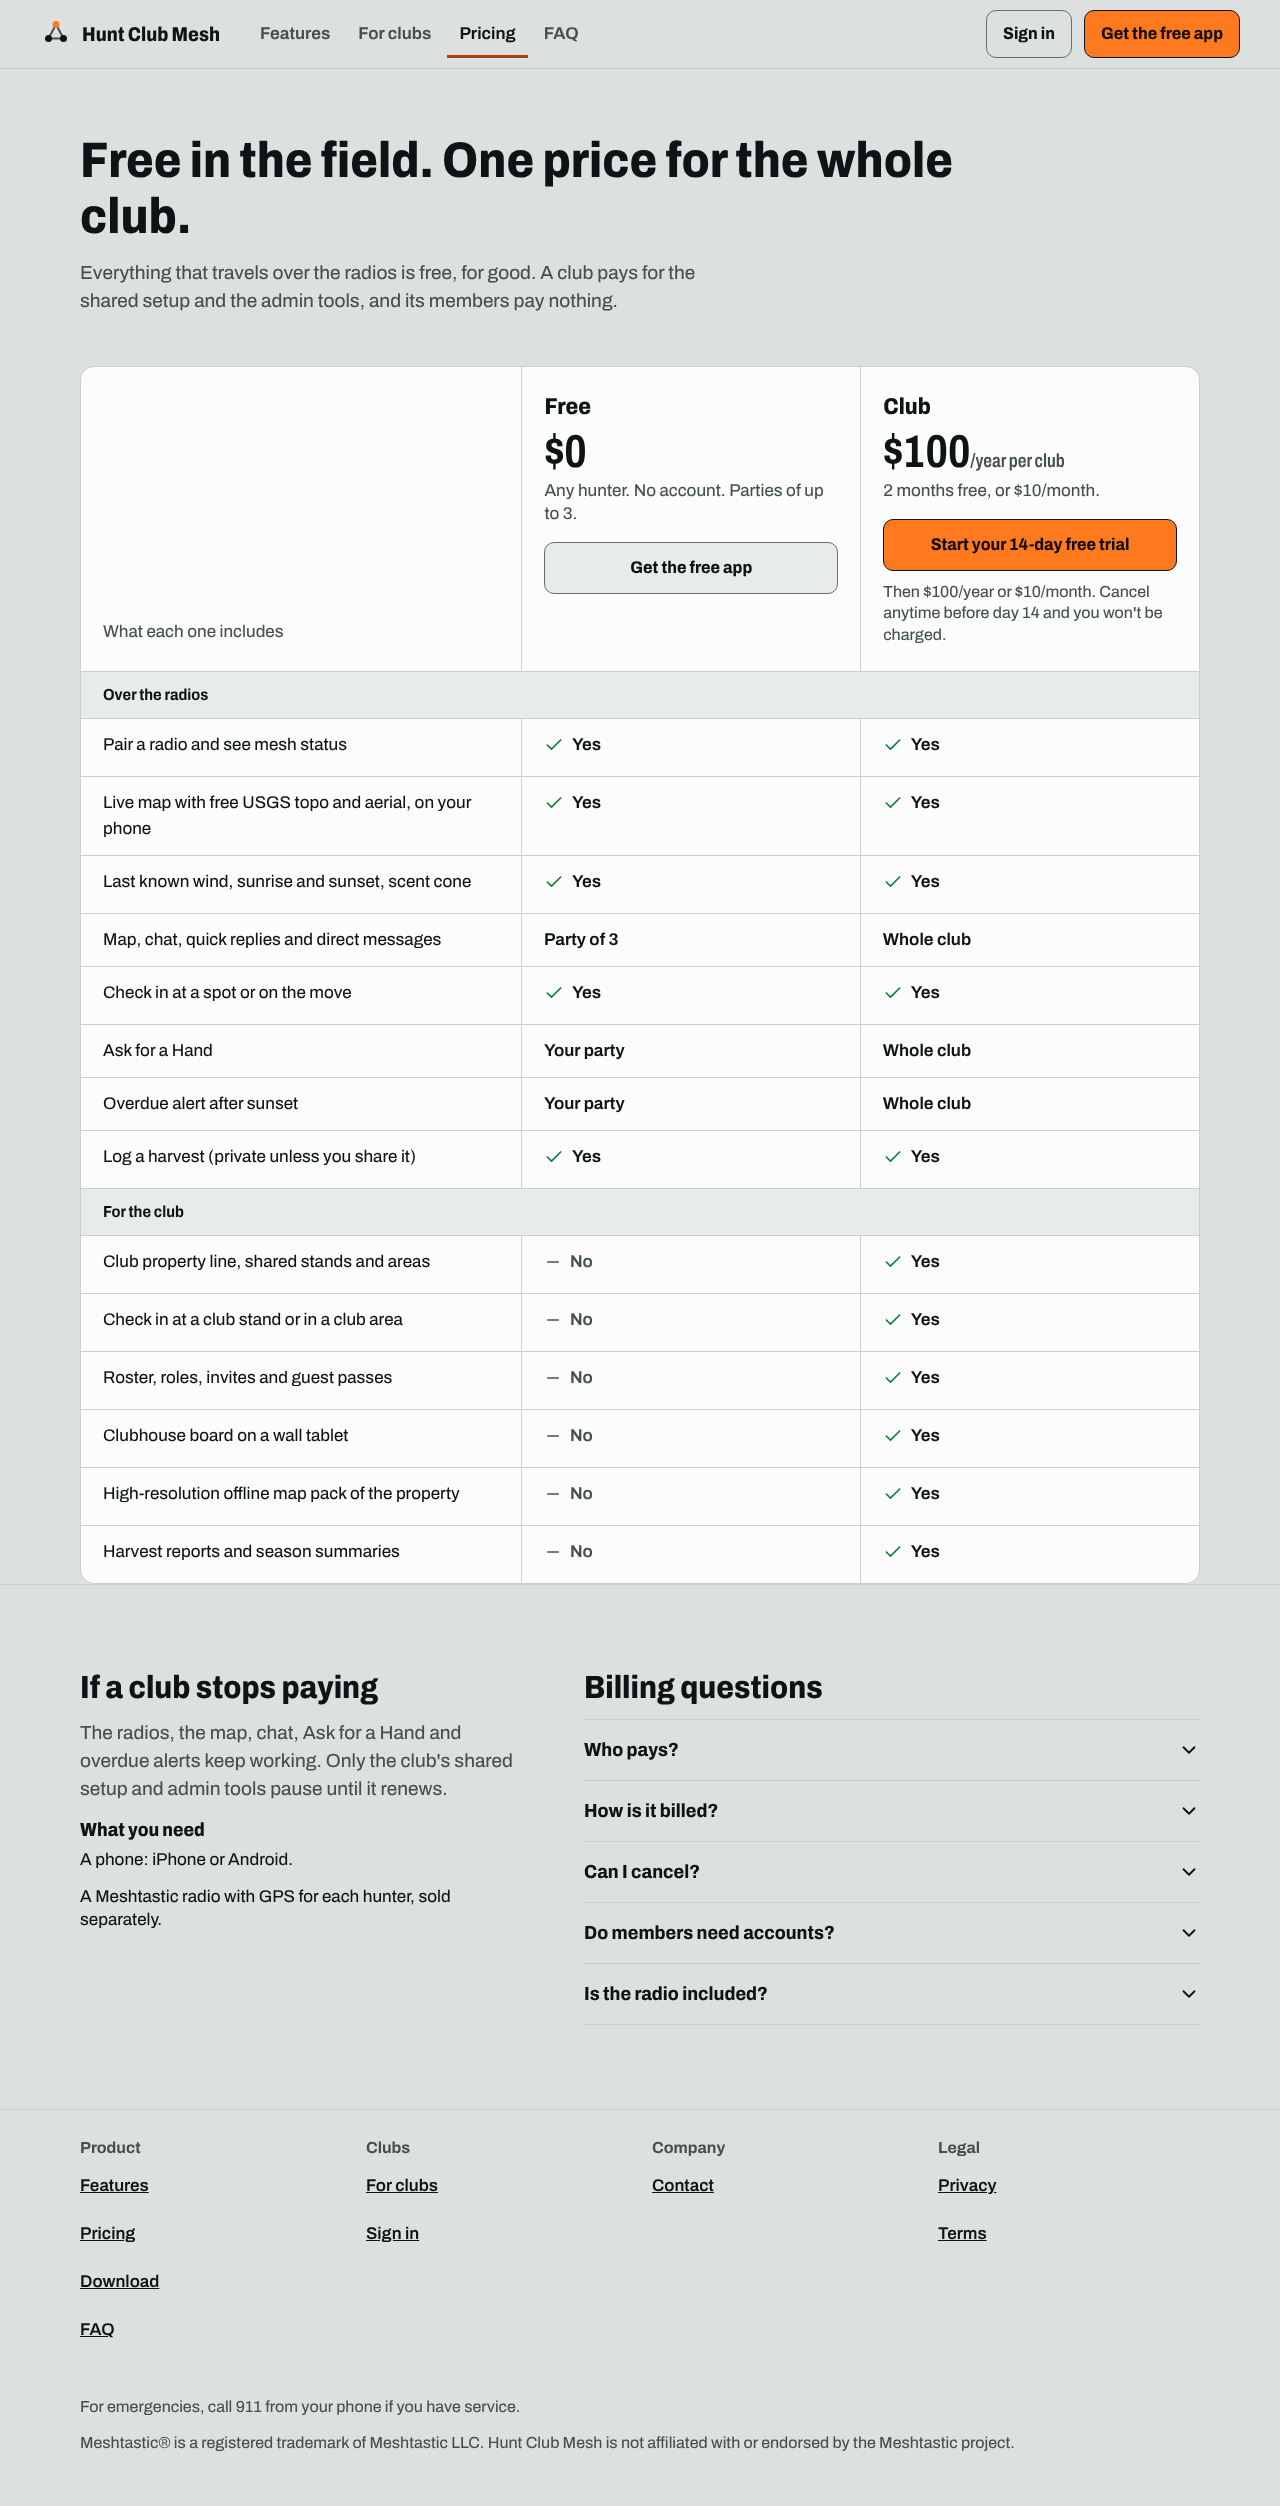 Hunt Club Mesh
Features
For clubs
Pricing
FAQ
Sign in
Get the free app
Free in the field. One price for the whole
club.
Everything that travels over the radios is free, for good. A club pays for the
shared setup and the admin tools, and its members pay nothing.
What each one includes
Free
$0
Any hunter. No account. Parties of up
to 3.
Get the free app
Club
$100/year per club
2 months free, or $10/month.
Start your 14-day free trial
Then $100/year or $10/month. Cancel
anytime before day 14 and you won't be
charged.
Over the radios
Pair a radio and see mesh status
Yes
Yes
Live map with free USGS topo and aerial, on your
phone
Yes
Yes
Last known wind, sunrise and sunset, scent cone
Yes
Yes
Map, chat, quick replies and direct messages
Party of 3
Whole club
Check in at a spot or on the move
Yes
Yes
Ask for a Hand
Your party
Whole club
Overdue alert after sunset
Your party
Whole club
Log a harvest (private unless you share it)
Yes
Yes
For the club
Club property line, shared stands and areas
No
Yes
Check in at a club stand or in a club area
No
Yes
Roster, roles, invites and guest passes
No
Yes
Clubhouse board on a wall tablet
No
Yes
High-resolution offline map pack of the property
No
Yes
Harvest reports and season summaries
No
Yes
If a club stops paying
The radios, the map, chat, Ask for a Hand and
overdue alerts keep working. Only the club's shared
setup and admin tools pause until it renews.
What you need
A phone: iPhone or Android.
A Meshtastic radio with GPS for each hunter, sold
separately.
Billing questions
Who pays?
How is it billed?
Can I cancel?
Do members need accounts?
Is the radio included?
Product
Features
Pricing
Download
FAQ
Clubs
For clubs
Sign in
Company
Contact
Legal
Privacy
Terms
For emergencies, call 911 from your phone if you have service.
Meshtastic® is a registered trademark of Meshtastic LLC. Hunt Club Mesh is not affiliated with or endorsed by the Meshtastic project.